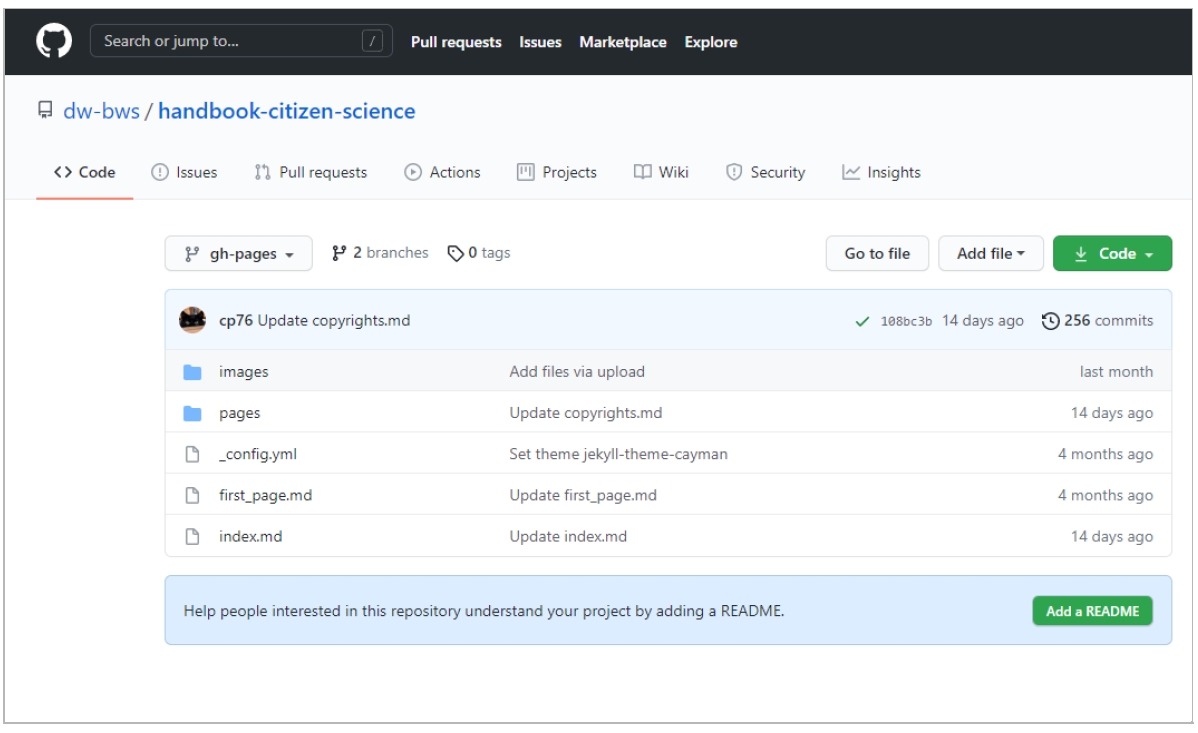 Search or jump to... / Pull requests Issues Marketplace Explore
dw-bws / handbook-citizen-science
<> Code Issues Pull requests Actions Projects Wiki Security Insights
gh-pages 2 branches 0 tags Go to file Add file Code
cp76 Update copyrights.md 108bc3b 14 days ago 256 commits
images Add files via upload last month
pages Update copyrights.md 14 days ago
_config.yml Set theme jekyll-theme-cayman 4 months ago
first_page.md Update first_page.md 4 months ago
index.md Update index.md 14 days ago
Help people interested in this repository understand your project by adding a README. Add a README